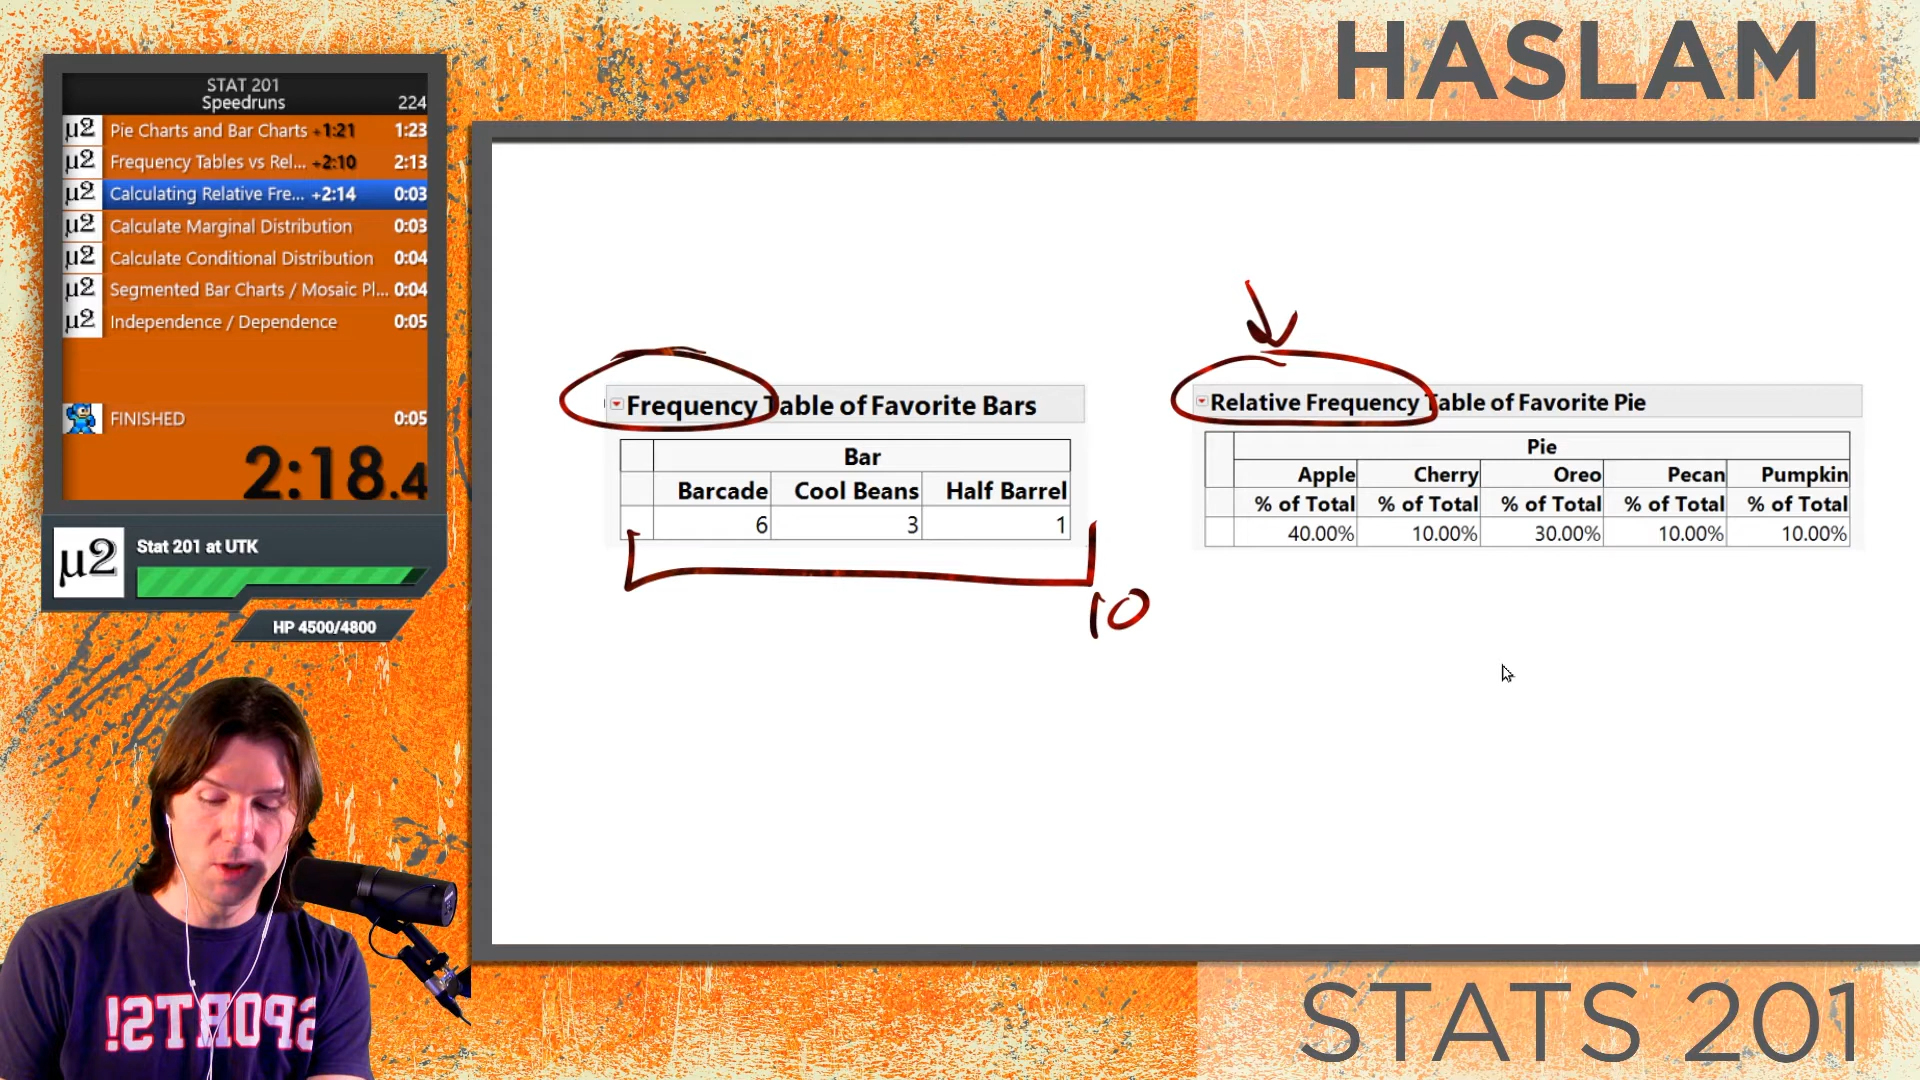 HASLAM
STAT 201
Speedruns 224
μ2 Pie Charts and Bar Charts +1:21 1:23
μ2 Frequency Tables vs Rel... +2:10 2:13
μ2 Calculating Relative Fre... +2:14 0:03
μ2 Calculate Marginal Distribution 0:03
μ2 Calculate Conditional Distribution 0:04
μ2 Segmented Bar Charts / Mosaic Pl... 0:04
μ2 Independence / Dependence 0:05
FINISHED 0:05
2:18.4
μ2 Stat 201 at UTK
HP 4500/4800
SPORTS!
Frequency Table of Favorite Bars
Bar
Barcade Cool Beans Half Barrel
6 3 1
10
Relative Frequency Table of Favorite Pie
Pie
Apple Cherry Oreo Pecan Pumpkin
% of Total % of Total % of Total % of Total % of Total
40.00% 10.00% 30.00% 10.00% 10.00%
STATS 201